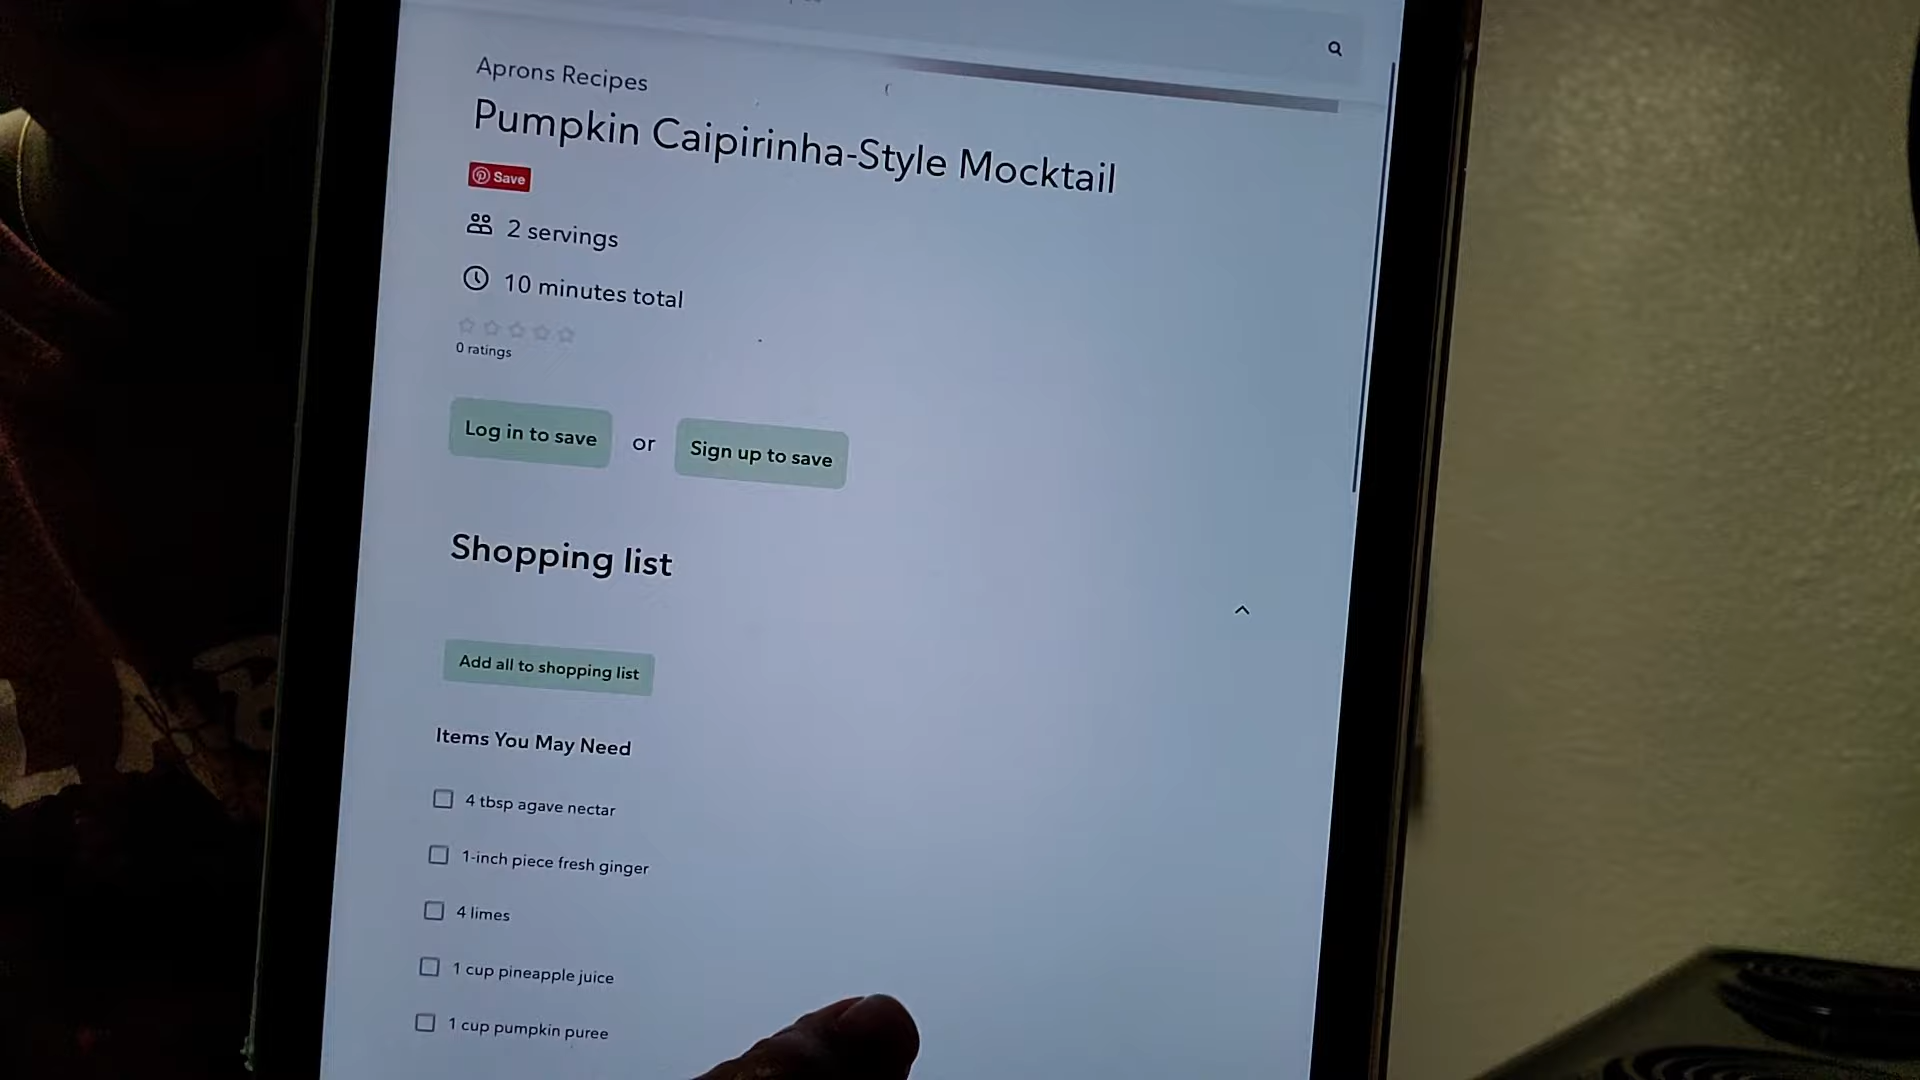 Aprons Recipes
Pumpkin Caipirinha-Style Mocktail
Save
2 servings
10 minutes total
0 ratings
Log in to save or Sign up to save
Shopping list
Add all to shopping list
Items You May Need
4 tbsp agave nectar
1-inch piece fresh ginger
4 limes
1 cup pineapple juice
1 cup pumpkin puree